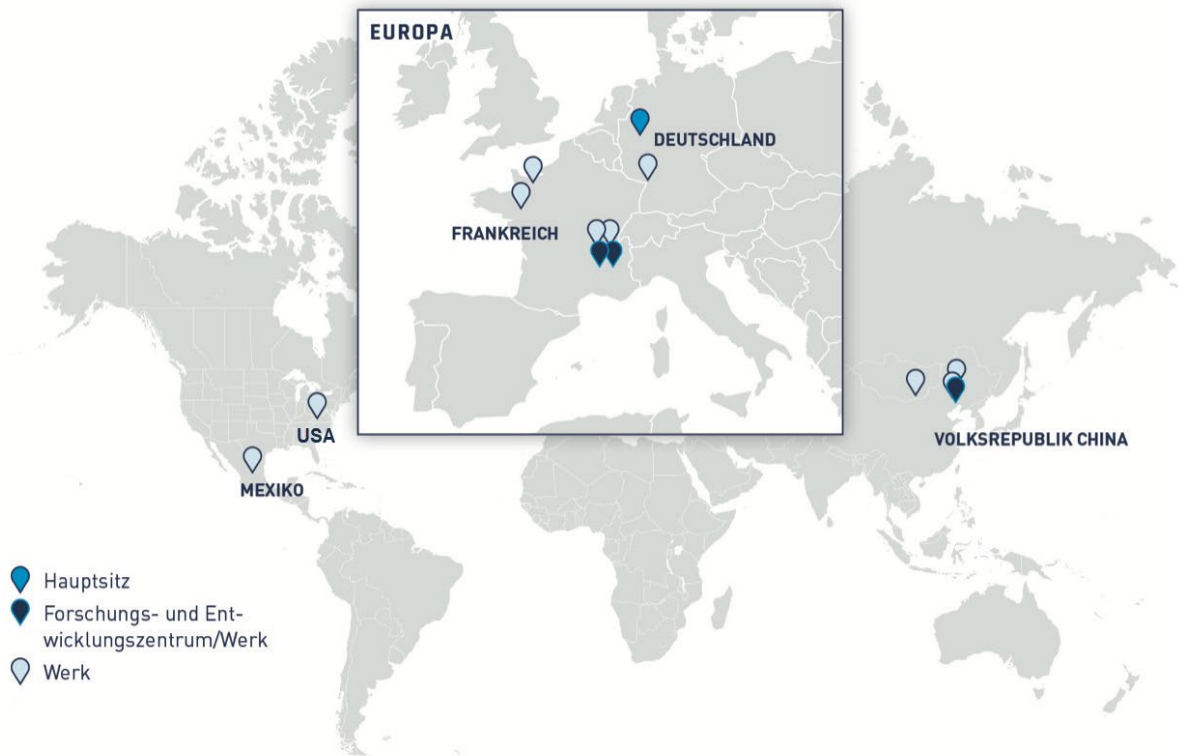 EUROPA
DEUTSCHLAND
FRANKREICH
USA
MEXIKO
VOLKSREPUBLIK CHINA
Hauptsitz
Forschungs- und Ent-
wicklungszentrum/Werk
Werk